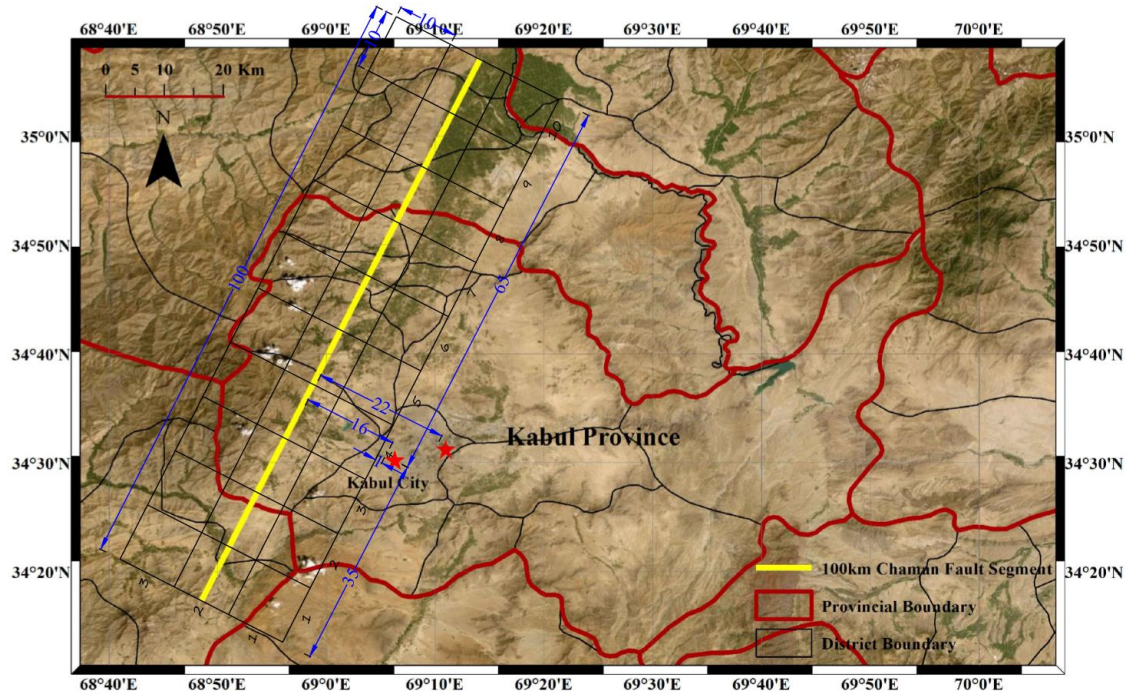 68°40'E 68°50'E 69°0'E 69°10'E 69°20'E 69°30'E 69°40'E 69°50'E 70°0'E
10
10
0 5 10 20 Km
N
35°0'N 35°0'N
10
9
34°50'N 34°50'N
8
100
65
7
34°40'N 34°40'N
6
5
22
16
Kabul Province
4
1
34°30'N 34°30'N
Kabul City
3
2
35
34°20'N 34°20'N
100km Chaman Fault Segment
3
2
1
1
Provincial Boundary
District Boundary
68°40'E 68°50'E 69°0'E 69°10'E 69°20'E 69°30'E 69°40'E 69°50'E 70°0'E